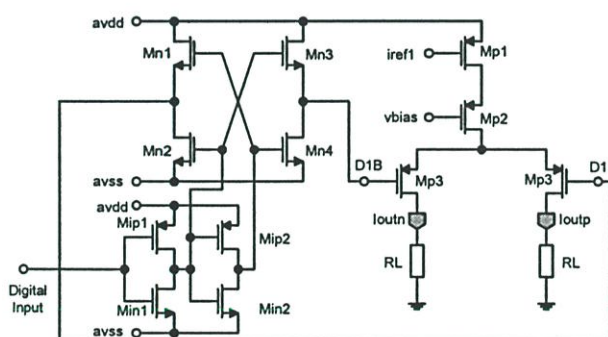 avdd
Mn1
Mn3
iref1
Mp1
vbias
Mp2
Mn2
Mn4
D1B
D1
Mp3
Mp3
avss
avdd
Mip1
Mip2
Ioutn
Ioutp
RL
RL
Digital
Input
Min1
Min2
avss